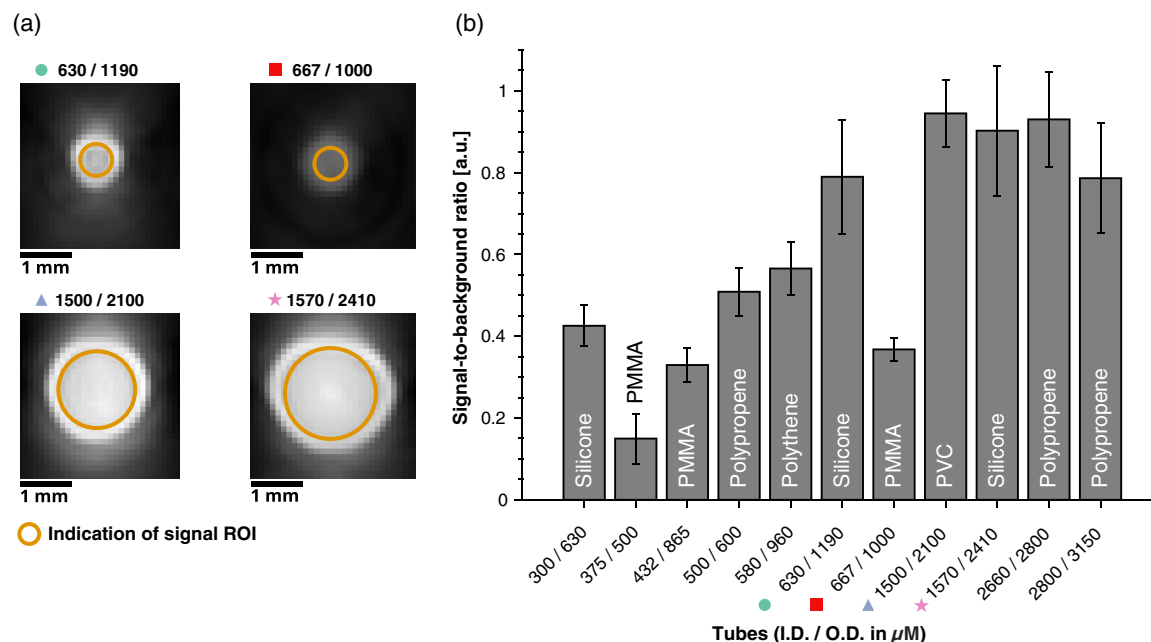 (a)
630 / 1190
667 / 1000
1 mm
1 mm
1500 / 2100
1570 / 2410
1 mm
1 mm
Indication of signal ROI
(b)
Signal-to-background ratio [a.u.]
1
0.8
0.6
0.4
0.2
0
Silicone
PMMA
PMMA
Polypropene
Polythene
Silicone
PMMA
PVC
Silicone
Polypropene
Polypropene
300 / 630
375 / 500
432 / 865
500 / 600
580 / 960
630 / 1190
667 / 1000
1500 / 2100
1570 / 2410
2660 / 2800
2800 / 3150
Tubes (I.D. / O.D. in μM)